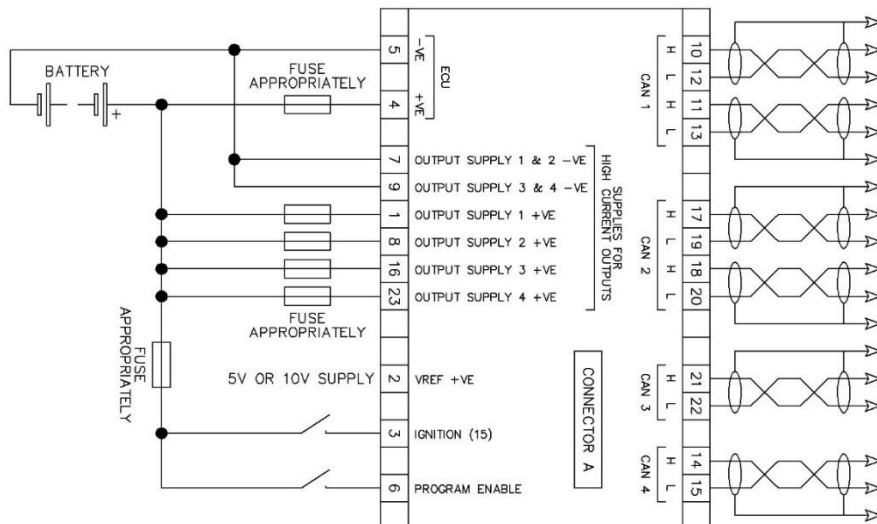 BATTERY
+
FUSE
APPROPRIATELY
FUSE
APPROPRIATELY
FUSE
APPROPRIATELY
5V OR 10V SUPPLY
5 -VE
4 +VE
ECU
7 OUTPUT SUPPLY 1 & 2 -VE
9 OUTPUT SUPPLY 3 & 4 -VE
1 OUTPUT SUPPLY 1 +VE
8 OUTPUT SUPPLY 2 +VE
16 OUTPUT SUPPLY 3 +VE
23 OUTPUT SUPPLY 4 +VE
HIGH SUPPLIES FOR
CURRENT OUTPUTS
2 VREF +VE
3 IGNITION (15)
6 PROGRAM ENABLE
CONNECTOR A
CAN 1
H 10
L 12
H 11
L 13
CAN 2
H 17
L 19
H 18
L 20
CAN 3
H 21
L 22
CAN 4
H 14
L 15